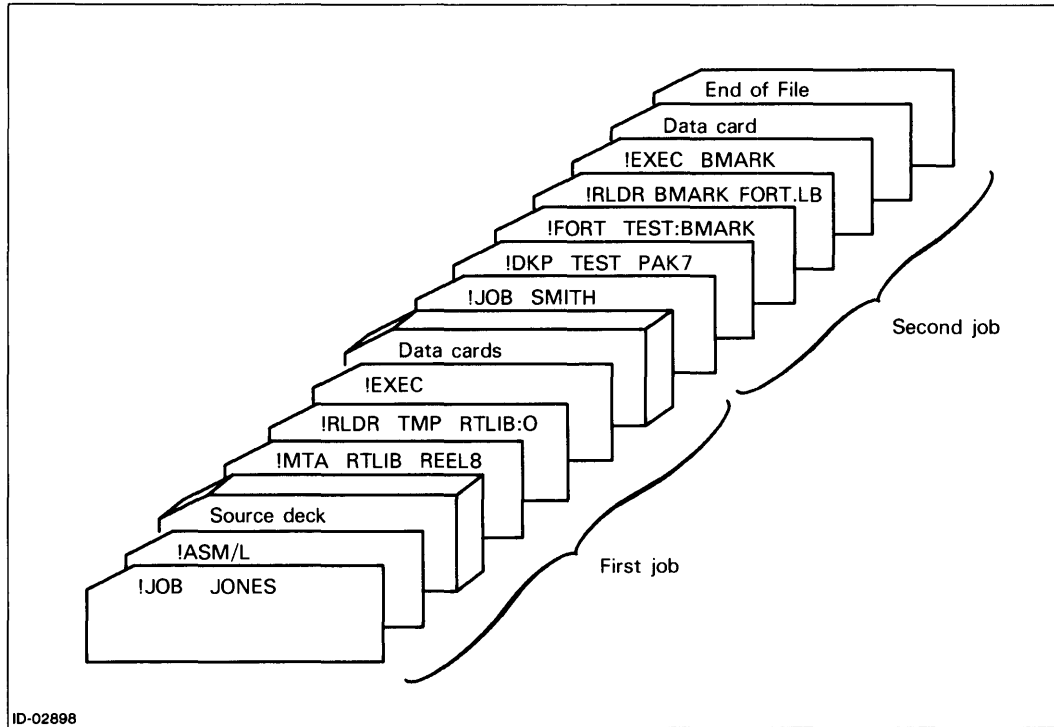 End of File
Data card
!EXEC BMARK
!RLDR BMARK FORT.LB
!FORT TEST:BMARK
!DKP TEST PAK7
!JOB SMITH
Second job
Data cards
!EXEC
!RLDR TMP RTLIB:O
!MTA RTLIB REEL8
Source deck
!ASM/L
!JOB JONES
First job
ID-02898